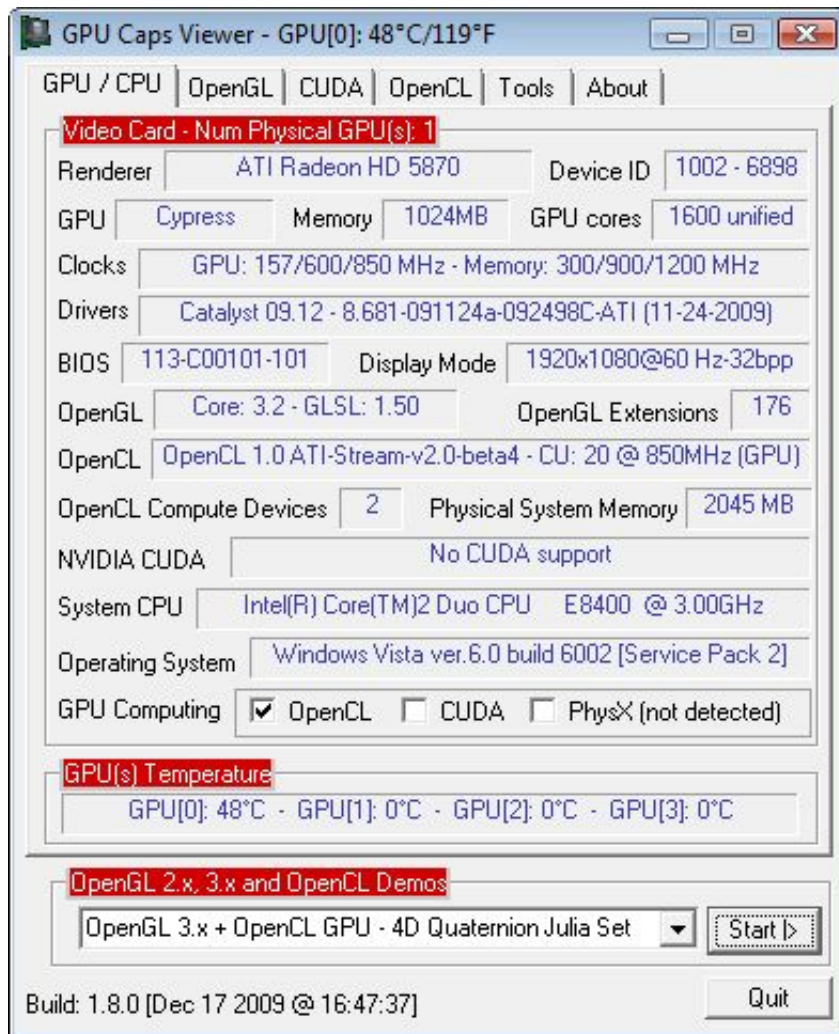 GPU Caps Viewer - GPU[0]: 48°C/119°F
GPU / CPU OpenGL CUDA OpenCL Tools About
Video Card - Num Physical GPU(s): 1
Renderer ATI Radeon HD 5870 Device ID 1002 - 6898
GPU Cypress Memory 1024MB GPU cores 1600 unified
Clocks GPU: 157/600/850 MHz - Memory: 300/900/1200 MHz
Drivers Catalyst 09.12 - 8.681-091124a-092498C-ATI (11-24-2009)
BIOS 113-C00101-101 Display Mode 1920x1080@60 Hz-32bpp
OpenGL Core: 3.2 - GLSL: 1.50 OpenGL Extensions 176
OpenCL OpenCL 1.0 ATI-Stream-v2.0-beta4 - CU: 20 @ 850MHz (GPU)
OpenCL Compute Devices 2 Physical System Memory 2045 MB
NVIDIA CUDA No CUDA support
System CPU Intel(R) Core(TM)2 Duo CPU E8400 @ 3.00GHz
Operating System Windows Vista ver.6.0 build 6002 [Service Pack 2]
GPU Computing OpenCL CUDA PhysX (not detected)
GPU(s) Temperature
GPU[0]: 48°C - GPU[1]: 0°C - GPU[2]: 0°C - GPU[3]: 0°C
OpenGL 2.x, 3.x and OpenCL Demos
OpenGL 3.x + OpenCL GPU - 4D Quaternion Julia Set Start |>
Build: 1.8.0 [Dec 17 2009 @ 16:47:37] Quit